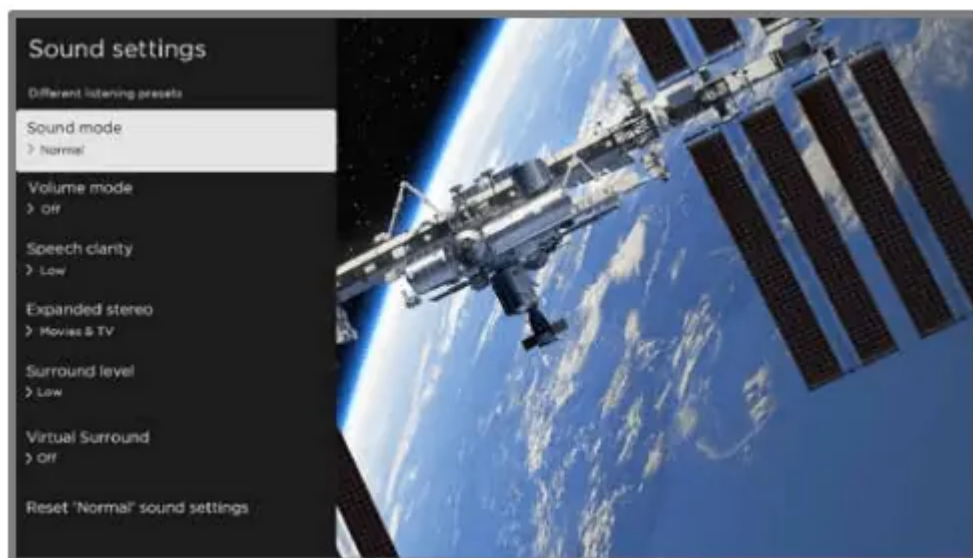 Sound settings
Different listening presets
Sound mode
> Normal
Volume mode
> Off
Speech clarity
> Low
Expanded stereo
> Movies & TV
Surround level
> Low
Virtual Surround
> Off
Reset 'Normal' sound settings